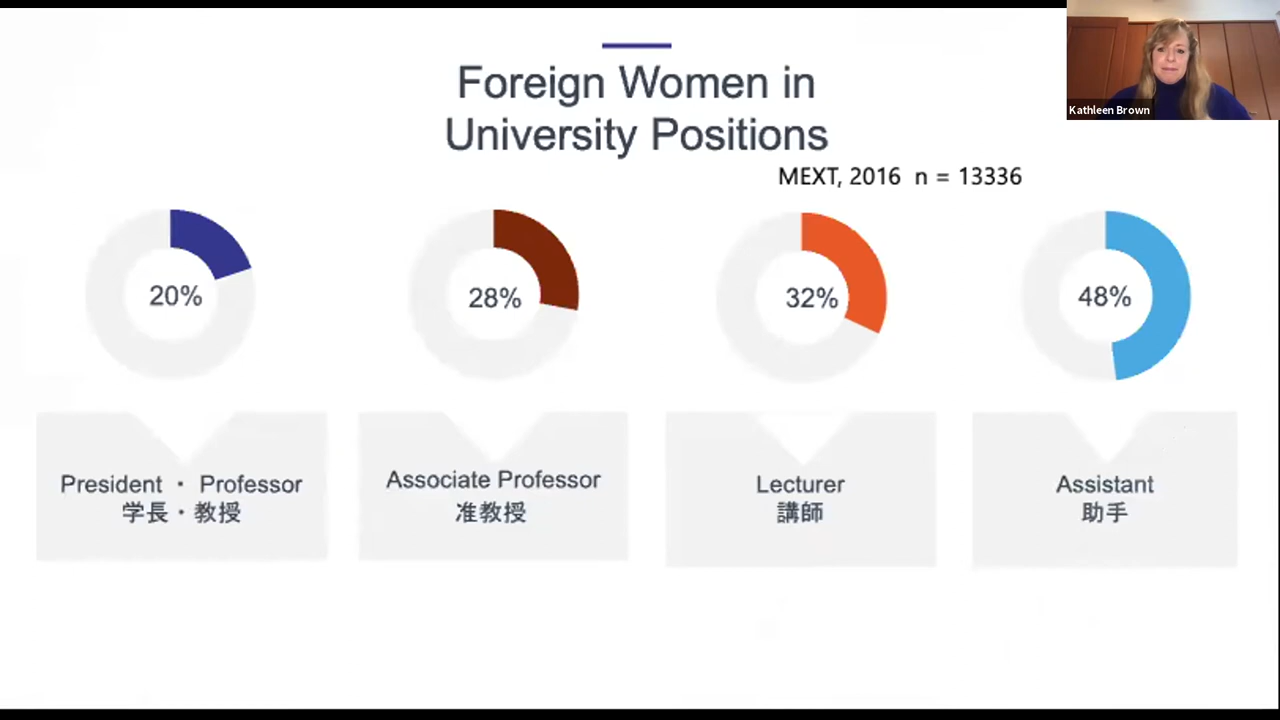 Kathleen Brown
Foreign Women in
University Positions
MEXT, 2016 n = 13336
20%
28%
32%
48%
President ・ Professor
学長・教授
Associate Professor
准教授
Lecturer
講師
Assistant
助手